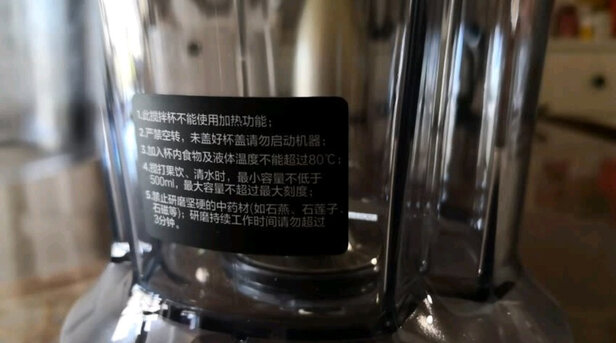 1.此搅拌杯不能使用加热功能；
2.严禁空转，未盖好杯盖请勿启动机器；
3.加入杯内食物及液体温度不能超过80℃；
4.搅打果饮、清水时，最小容量不低于
500ml，最大容量不超过最大刻度；
5.禁止研磨坚硬的中药材(如石燕、石莲子、
石磁等)；研磨持续工作时间请勿超过
3分钟。